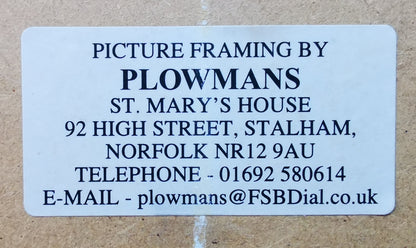 PICTURE FRAMING BY
PLOWMANS
ST. MARY'S HOUSE
92 HIGH STREET, STALHAM,
NORFOLK NR12 9AU
TELEPHONE - 01692 580614
E-MAIL - plowmans@FSBDial.co.uk